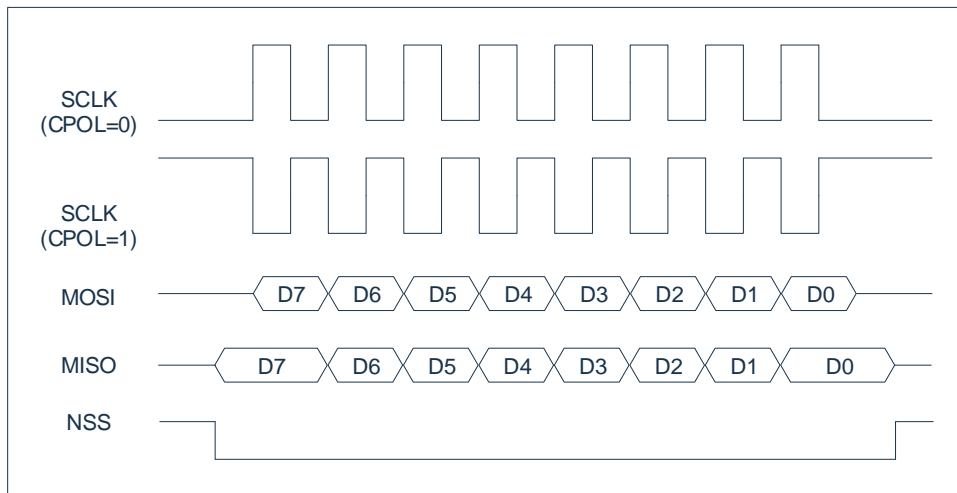 SCLK
(CPOL=0)
SCLK
(CPOL=1)
MOSI D7 D6 D5 D4 D3 D2 D1 D0
MISO D7 D6 D5 D4 D3 D2 D1 D0
NSS